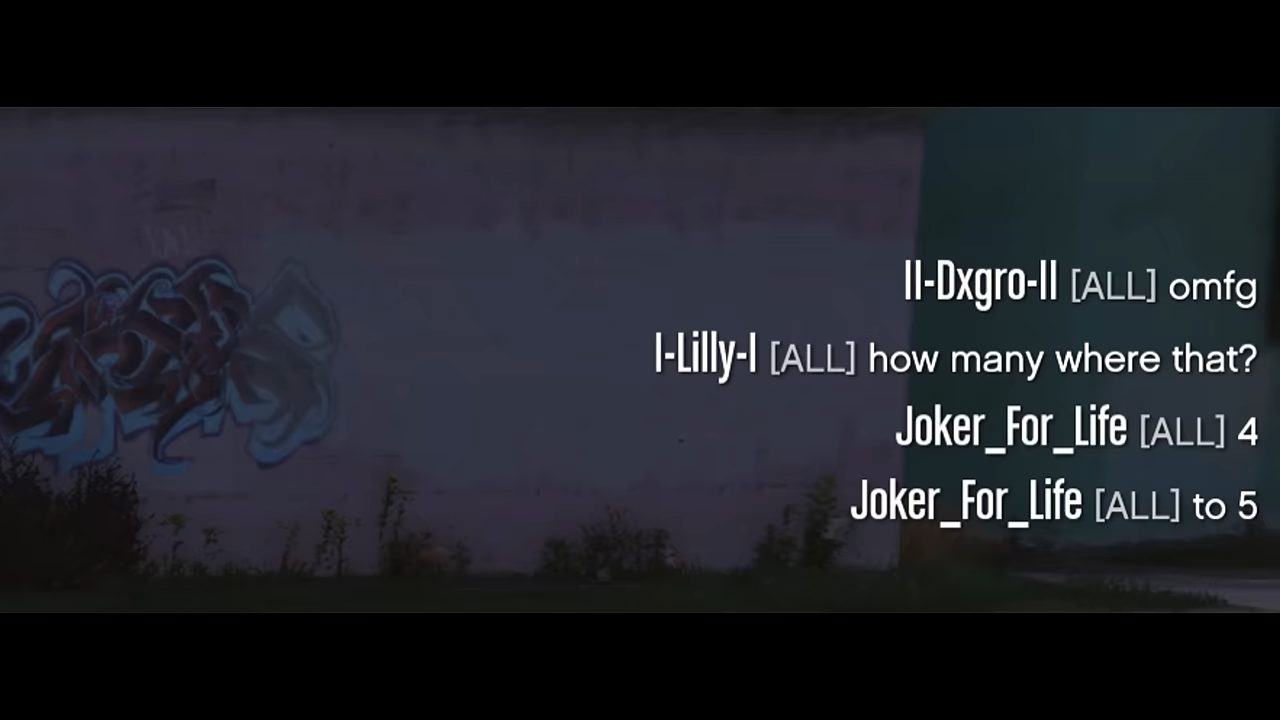 II-Dxgro-II [ALL] omfg
I-Lilly-I [ALL] how many where that?
Joker_For_Life [ALL] 4
Joker_For_Life [ALL] to 5